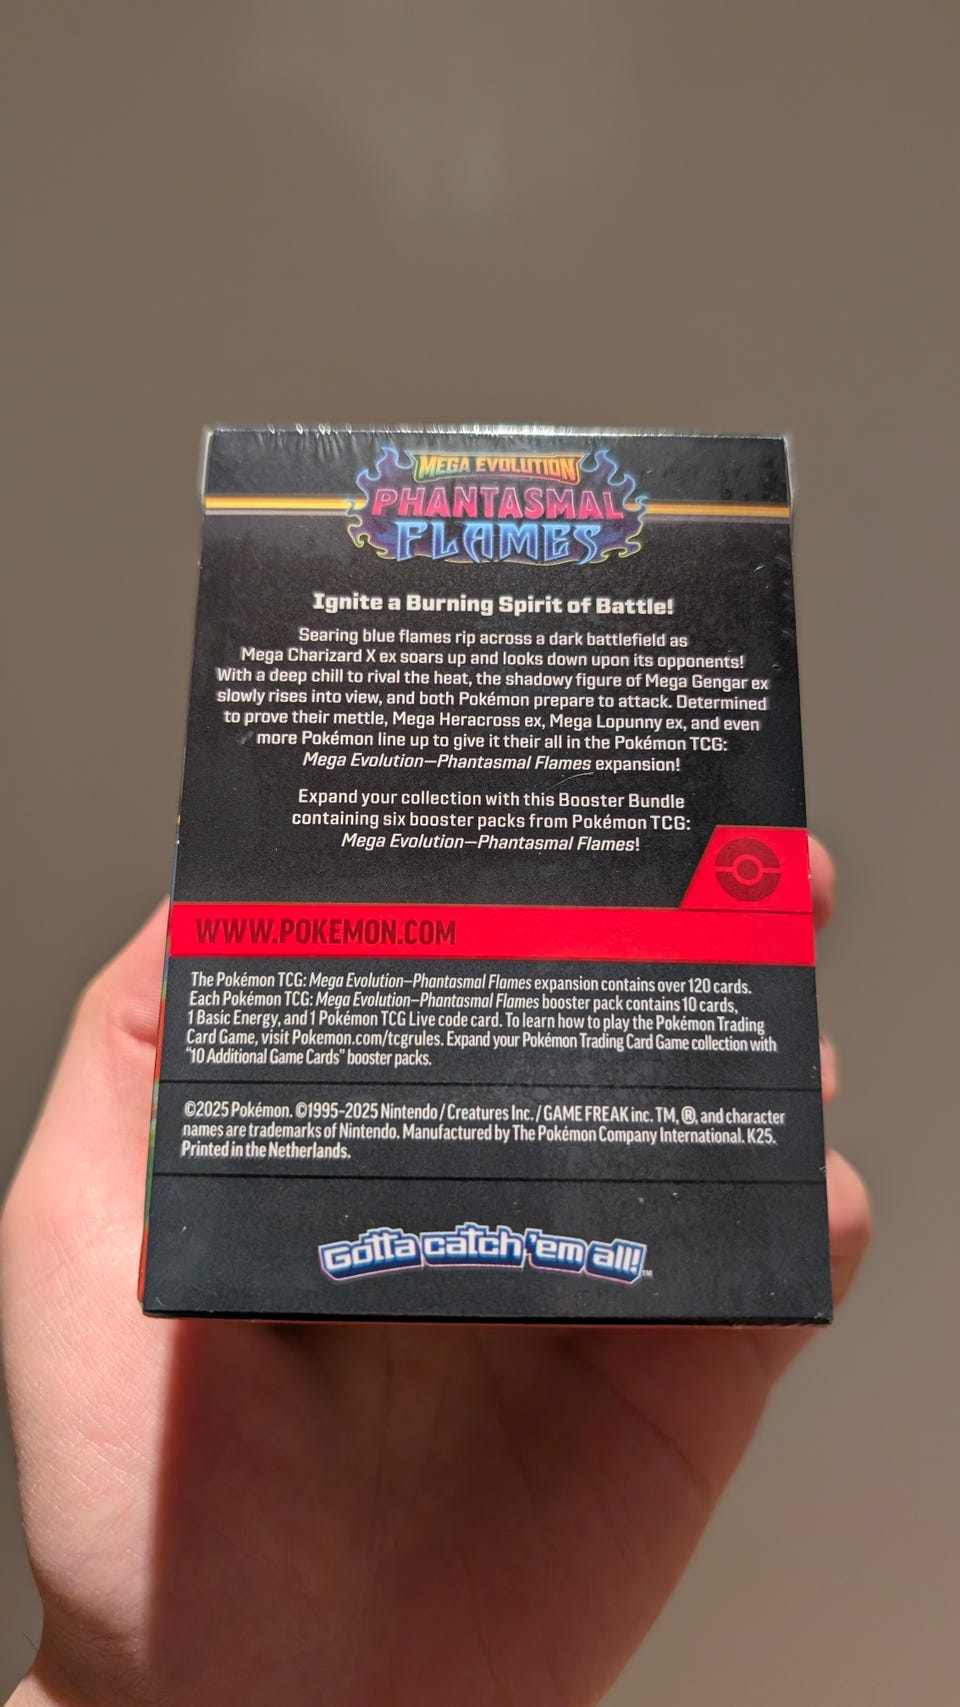 MEGA EVOLUTION
PHANTASMAL
FLAMES
Ignite a Burning Spirit of Battle!
Searing blue flames rip across a dark battlefield as
Mega Charizard X ex soars up and looks down upon its opponents!
With a deep chill to rival the heat, the shadowy figure of Mega Gengar ex
slowly rises into view, and both Pokémon prepare to attack. Determined
to prove their mettle, Mega Heracross ex, Mega Lopunny ex, and even
more Pokémon line up to give it their all in the Pokémon TCG:
Mega Evolution—Phantasmal Flames expansion!
Expand your collection with this Booster Bundle
containing six booster packs from Pokémon TCG:
Mega Evolution—Phantasmal Flames!
WWW.POKEMON.COM
The Pokémon TCG: Mega Evolution—Phantasmal Flames expansion contains over 120 cards.
Each Pokémon TCG: Mega Evolution—Phantasmal Flames booster pack contains 10 cards,
1 Basic Energy, and 1 Pokémon TCG Live code card. To learn how to play the Pokémon Trading
Card Game, visit Pokemon.com/tcgrules. Expand your Pokémon Trading Card Game collection with
"10 Additional Game Cards" booster packs.
©2025 Pokémon. ©1995–2025 Nintendo / Creatures Inc. / GAME FREAK inc. TM, ®, and character
names are trademarks of Nintendo. Manufactured by The Pokémon Company International. K25.
Printed in the Netherlands.
Gotta catch 'em all!™